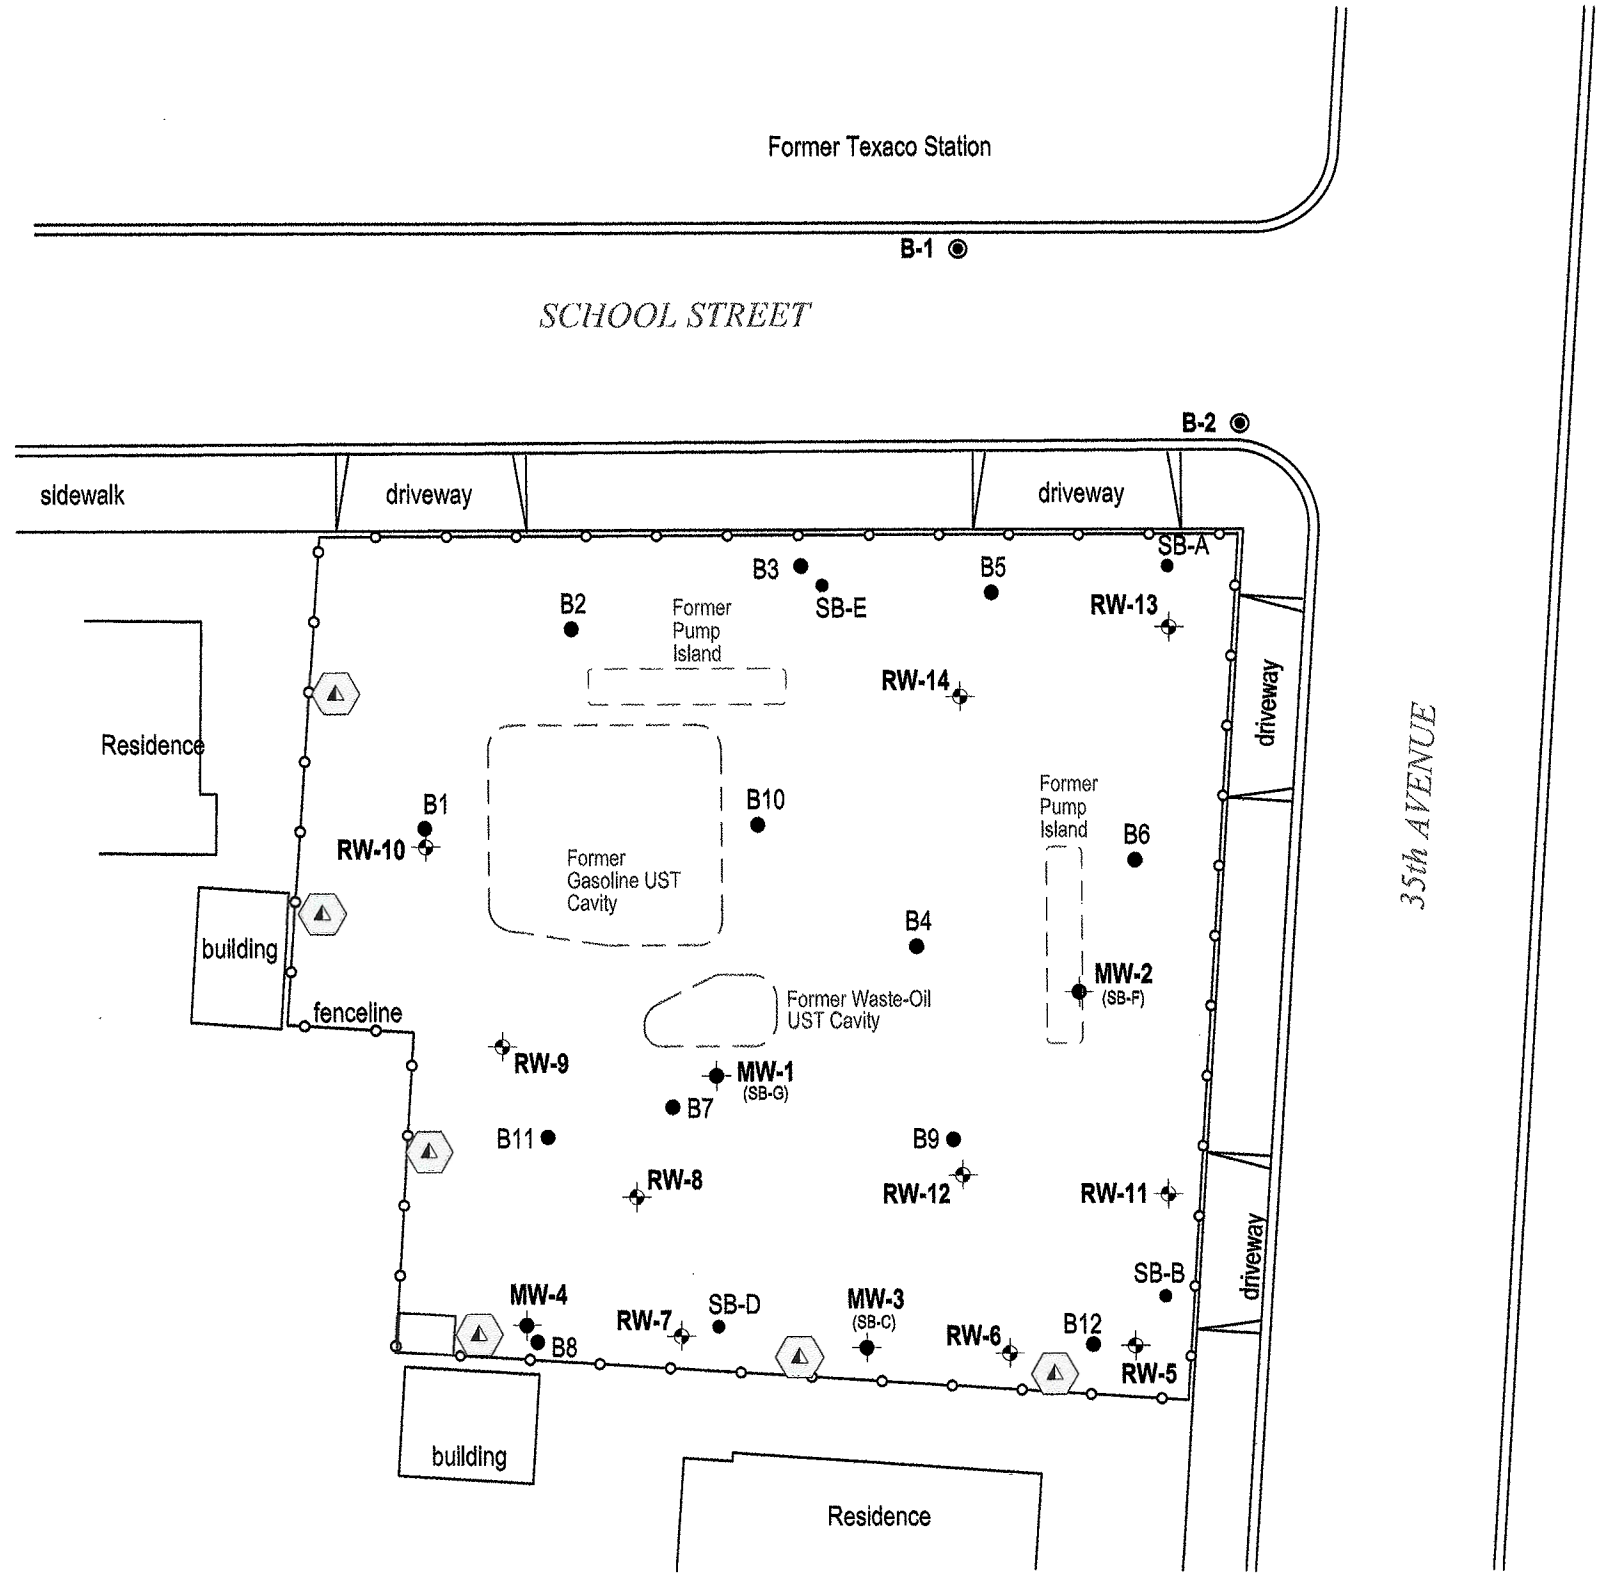 Former Texaco Station
B-1
SCHOOL STREET
B-2
sidewalk
driveway
driveway
SB-A
B3
B5
SB-E
B2
Former
Pump
Island
RW-13
RW-14
driveway
35th AVENUE
Residence
B1
RW-10
B10
Former
Pump
Island
B6
Former
Gasoline UST
Cavity
B4
building
MW-2
(SB-F)
Former Waste-Oil
UST Cavity
fenceline
RW-9
MW-1
(SB-G)
B7
B11
B9
RW-8
RW-12
RW-11
driveway
SB-B
MW-4
SB-D
MW-3
(SB-C)
RW-7
RW-6
B12
B8
RW-5
building
Residence